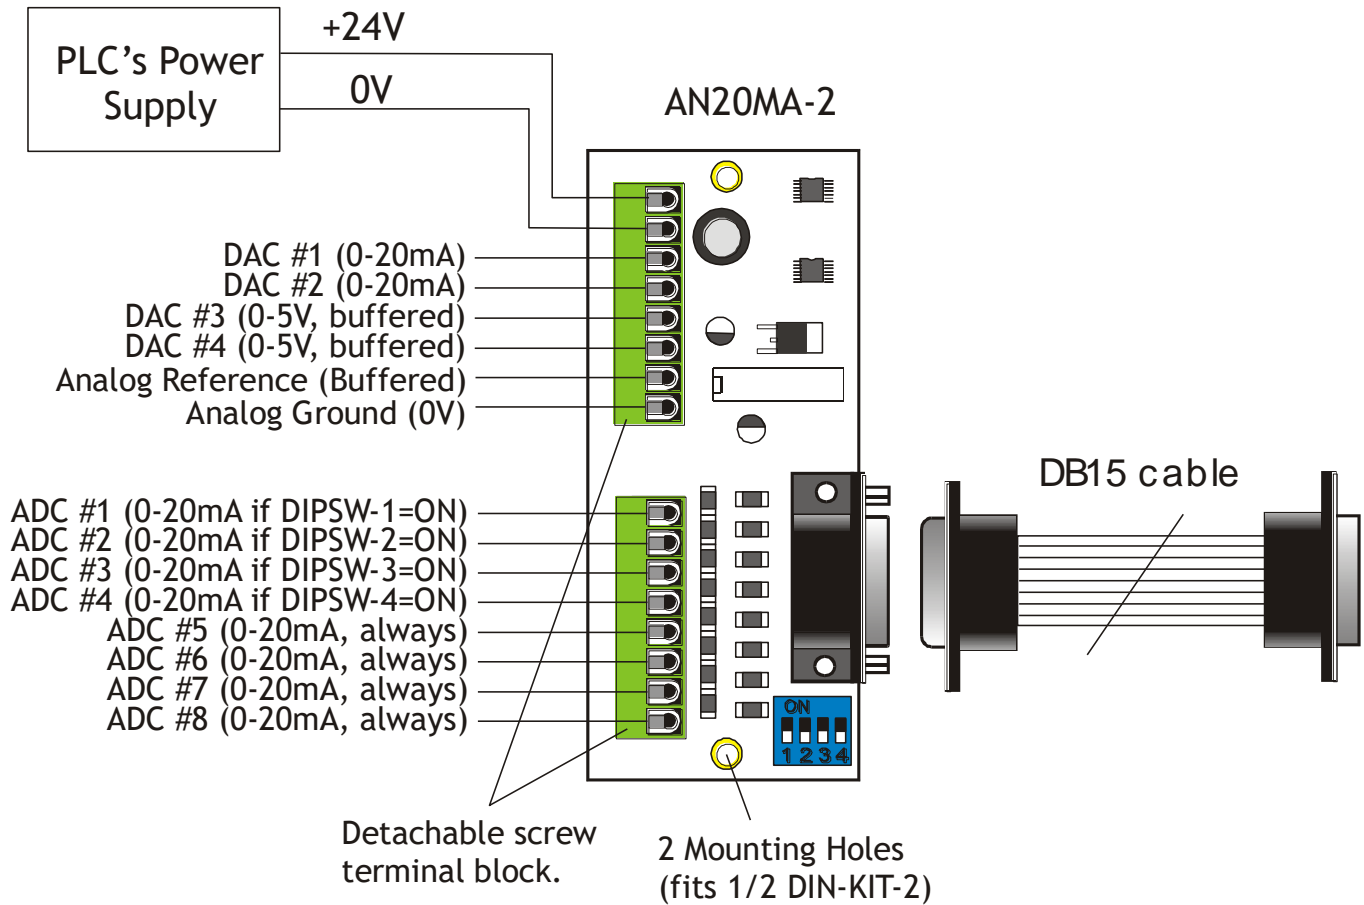 +24V
PLC's Power
Supply
0V
AN20MA-2
DAC #1 (0-20mA)
DAC #2 (0-20mA)
DAC #3 (0-5V, buffered)
DAC #4 (0-5V, buffered)
Analog Reference (Buffered)
Analog Ground (0V)
DB15 cable
ADC #1 (0-20mA if DIPSW-1=ON)
ADC #2 (0-20mA if DIPSW-2=ON)
ADC #3 (0-20mA if DIPSW-3=ON)
ADC #4 (0-20mA if DIPSW-4=ON)
ADC #5 (0-20mA, always)
ADC #6 (0-20mA, always)
ADC #7 (0-20mA, always)
ADC #8 (0-20mA, always)
ON
1 2 3 4
Detachable screw
terminal block.
2 Mounting Holes
(fits 1/2 DIN-KIT-2)